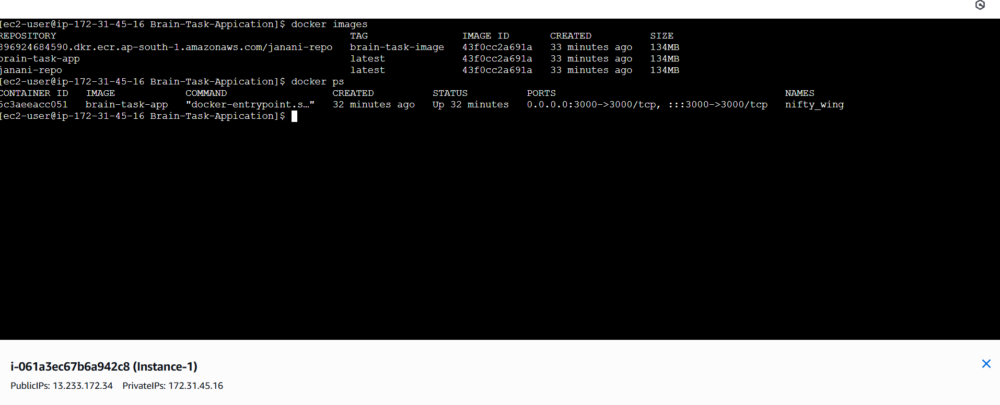 [ec2-user@ip-172-31-45-16 Brain-Task-Appication]$ docker images
REPOSITORY TAG IMAGE ID CREATED SIZE
896924684590.dkr.ecr.ap-south-1.amazonaws.com/janani-repo brain-task-image 43f0cc2a691a 33 minutes ago 134MB
brain-task-app latest 43f0cc2a691a 33 minutes ago 134MB
janani-repo latest 43f0cc2a691a 33 minutes ago 134MB
[ec2-user@ip-172-31-45-16 Brain-Task-Appication]$ docker ps
CONTAINER ID IMAGE COMMAND CREATED STATUS PORTS NAMES
5c3aeeacc051 brain-task-app "docker-entrypoint.s…" 32 minutes ago Up 32 minutes 0.0.0.0:3000->3000/tcp, :::3000->3000/tcp nifty_wing
[ec2-user@ip-172-31-45-16 Brain-Task-Appication]$
i-061a3ec67b6a942c8 (Instance-1)
PublicIPs: 13.233.172.34 PrivateIPs: 172.31.45.16